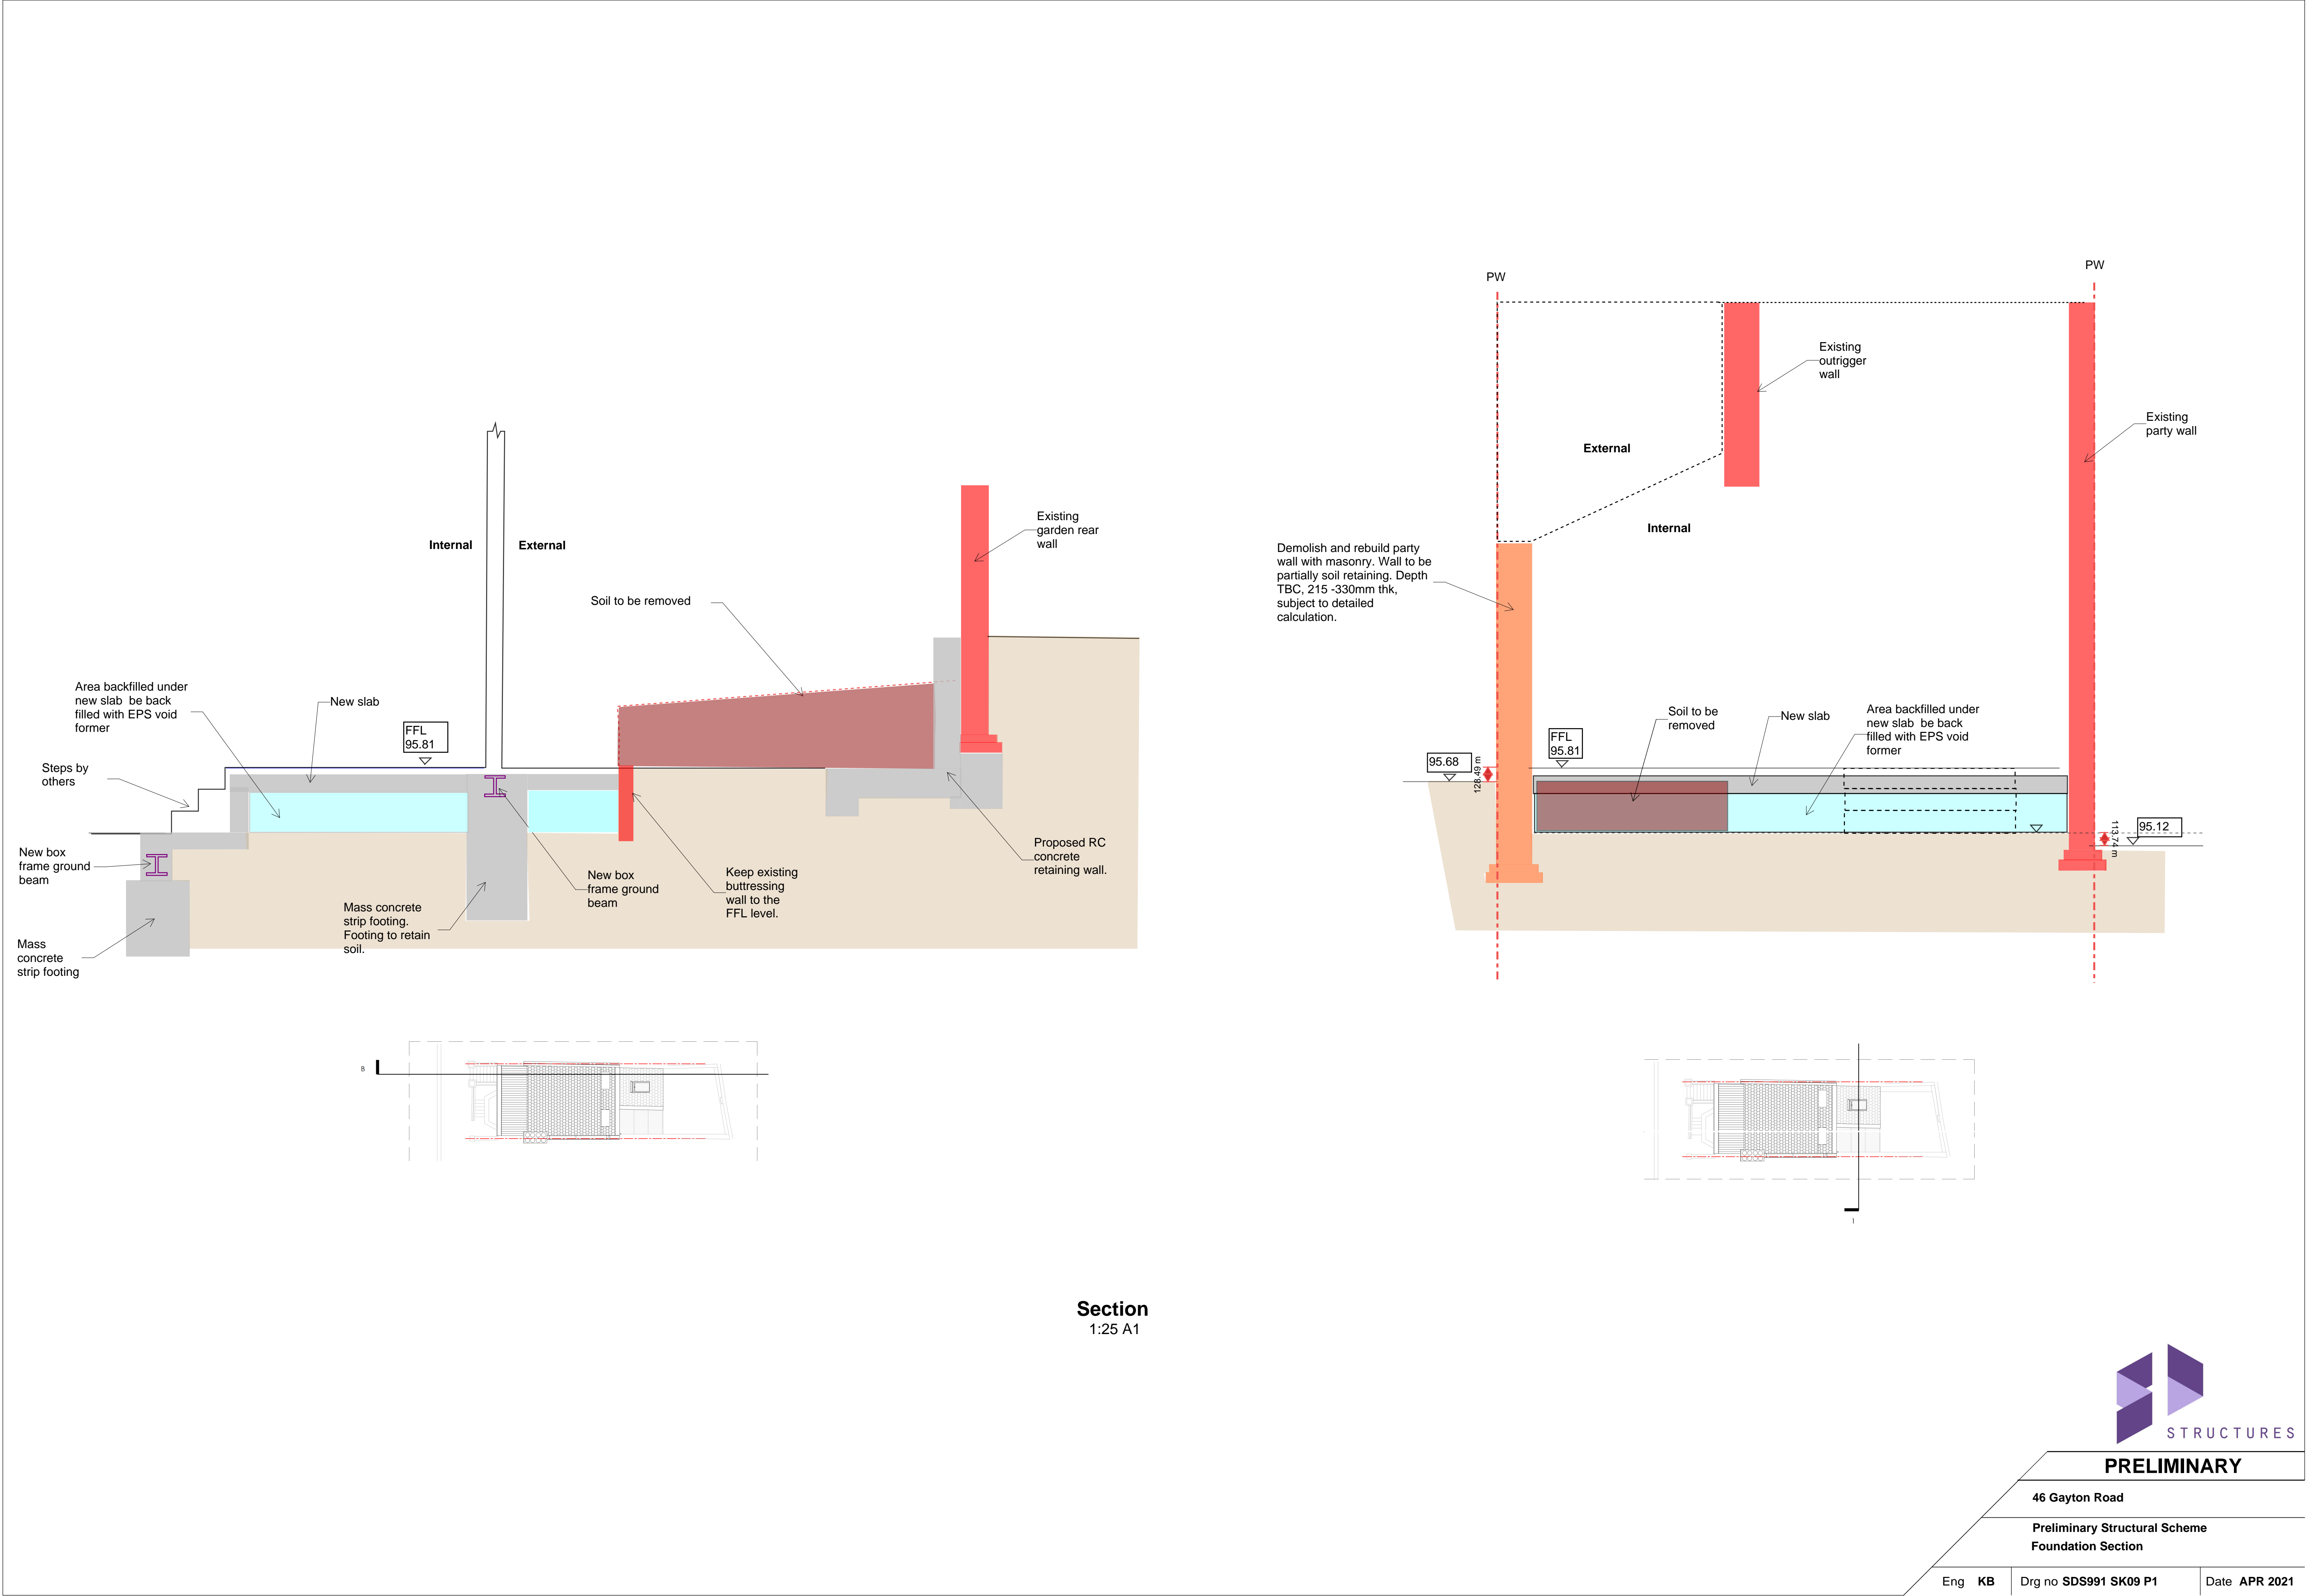 PW
PW
Existing
outrigger
wall
Existing
party wall
External
Internal
Demolish and rebuild party
wall with masonry. Wall to be
partially soil retaining. Depth
TBC, 215 -330mm thk,
subject to detailed
calculation.
Soil to be
removed
New slab
Area backfilled under
new slab  be back
filled with EPS void
former
FFL
95.81
95.68
128.49 m
113.74 m
95.12
Internal
External
Existing
garden rear
wall
Soil to be removed
Area backfilled under
new slab  be back
filled with EPS void
former
New slab
FFL
95.81
Steps by
others
New box
frame ground
beam
Mass
concrete
strip footing
Mass concrete
strip footing.
Footing to retain
soil.
New box
frame ground
beam
Keep existing
buttressing
wall to the
FFL level.
Proposed RC
concrete
retaining wall.
8
1
Section
1:25 A1
STRUCTURES
PRELIMINARY
46 Gayton Road
Preliminary Structural Scheme
Foundation Section
Eng KB
Drg no SDS991 SK09 P1
Date APR 2021